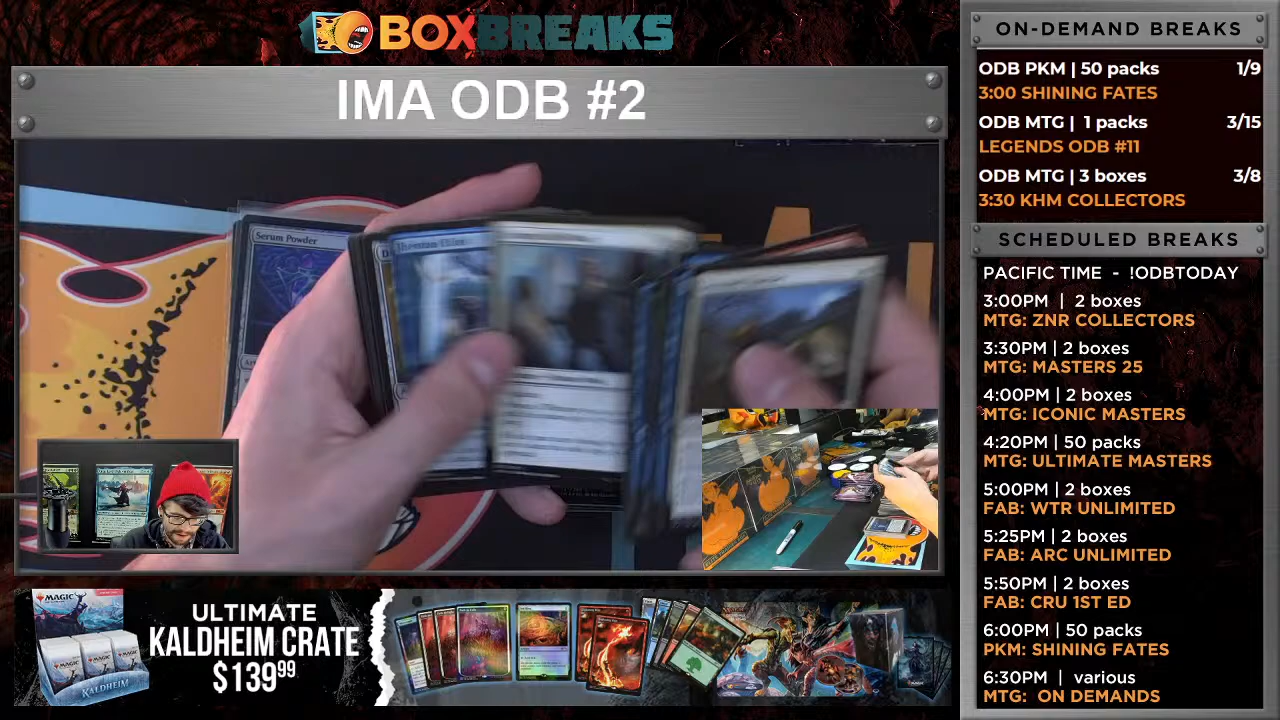 BOXBREAKS
IMA ODB #2
Serum Powder
ULTIMATE
KALDHEIM CRATE
$139.99
MAGIC
KALDHEIM
ON-DEMAND BREAKS
ODB PKM | 50 packs 1/9
3:00 SHINING FATES
ODB MTG | 1 packs 3/15
LEGENDS ODB #11
ODB MTG | 3 boxes 3/8
3:30 KHM COLLECTORS
SCHEDULED BREAKS
PACIFIC TIME - !ODBTODAY
3:00PM | 2 boxes
MTG: ZNR COLLECTORS
3:30PM | 2 boxes
MTG: MASTERS 25
4:00PM | 2 boxes
MTG: ICONIC MASTERS
4:20PM | 50 packs
MTG: ULTIMATE MASTERS
5:00PM | 2 boxes
FAB: WTR UNLIMITED
5:25PM | 2 boxes
FAB: ARC UNLIMITED
5:50PM | 2 boxes
FAB: CRU 1ST ED
6:00PM | 50 packs
PKM: SHINING FATES
6:30PM | various
MTG: ON DEMANDS